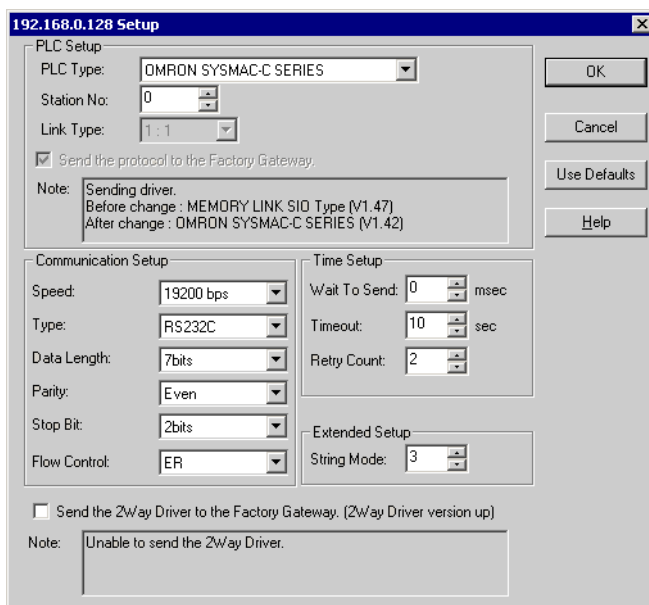 192.168.0.128 Setup
PLC Setup
PLC Type: OMRON SYSMAC-C SERIES
Station No: 0
Link Type: 1 : 1
Send the protocol to the Factory Gateway.
Note: Sending driver.
Before change : MEMORY LINK SIO Type (V1.47)
After change : OMRON SYSMAC-C SERIES (V1.42)
OK
Cancel
Use Defaults
Help
Communication Setup
Speed: 19200 bps
Type: RS232C
Data Length: 7bits
Parity: Even
Stop Bit: 2bits
Flow Control: ER
Time Setup
Wait To Send: 0 msec
Timeout: 10 sec
Retry Count: 2
Extended Setup
String Mode: 3
Send the 2Way Driver to the Factory Gateway. (2Way Driver version up)
Note: Unable to send the 2Way Driver.